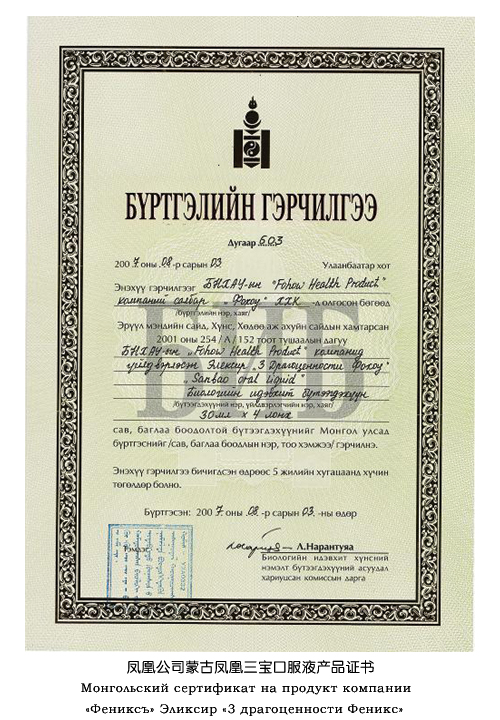 БҮРТГЭЛИЙН ГЭРЧИЛГЭЭ
Дугаар 603
2007 оны 08-р сарын 03 Улаанбаатар хот
Энэхүү гэрчилгээг БНХАУ-ын "Fohow Health Product"
компаний салбар "Фохоу" ХХК -д олгосон бөгөөд
/бүртгэлийн нэр, хаяг/
Эрүүл мэндийн сайд, Хүнс, Хөдөө аж ахуйн сайдын хамтарсан
2001 оны 254 / А / 152 тоот тушаалын дагуу
БНХАУ-ын "Fohow Health Product" компанид
үйлдвэрлэсэн Элексир "3 Драгоценности Фохоу"
"Sanbao oral liquid"
Биологийн идэвхит бүтээгдэхүүн
/бүтээгдэхүүний нэр, үйлдвэрлэгчийн нэр, хаяг/
30мл х 4 лонх
сав, баглаа боодолтой бүтээгдэхүүнийг Монгол улсад
бүртгэснийг /сав, баглаа боодлын нэр, тоо хэмжээ/ гэрчилнэ.
Энэхүү гэрчилгээ бичигдсэн өдрөөс 5 жилийн хугацаанд хүчин
төгөлдөр болно.
Бүртгэсэн: 2007 оны 08-р сарын 03.-ны өдөр
Тэмдэг
Л.Нарантуяа
Биологийн идэвхит хүнсний
нэмэлт бүтээгдэхүүний асуудал
хариуцсан комиссын дарга
БИБ
凤凰公司蒙古凤凰三宝口服液产品证书
Монгольский сертификат на продукт компании
«Фениксъ» Эликсир «3 драгоценности Феникс»